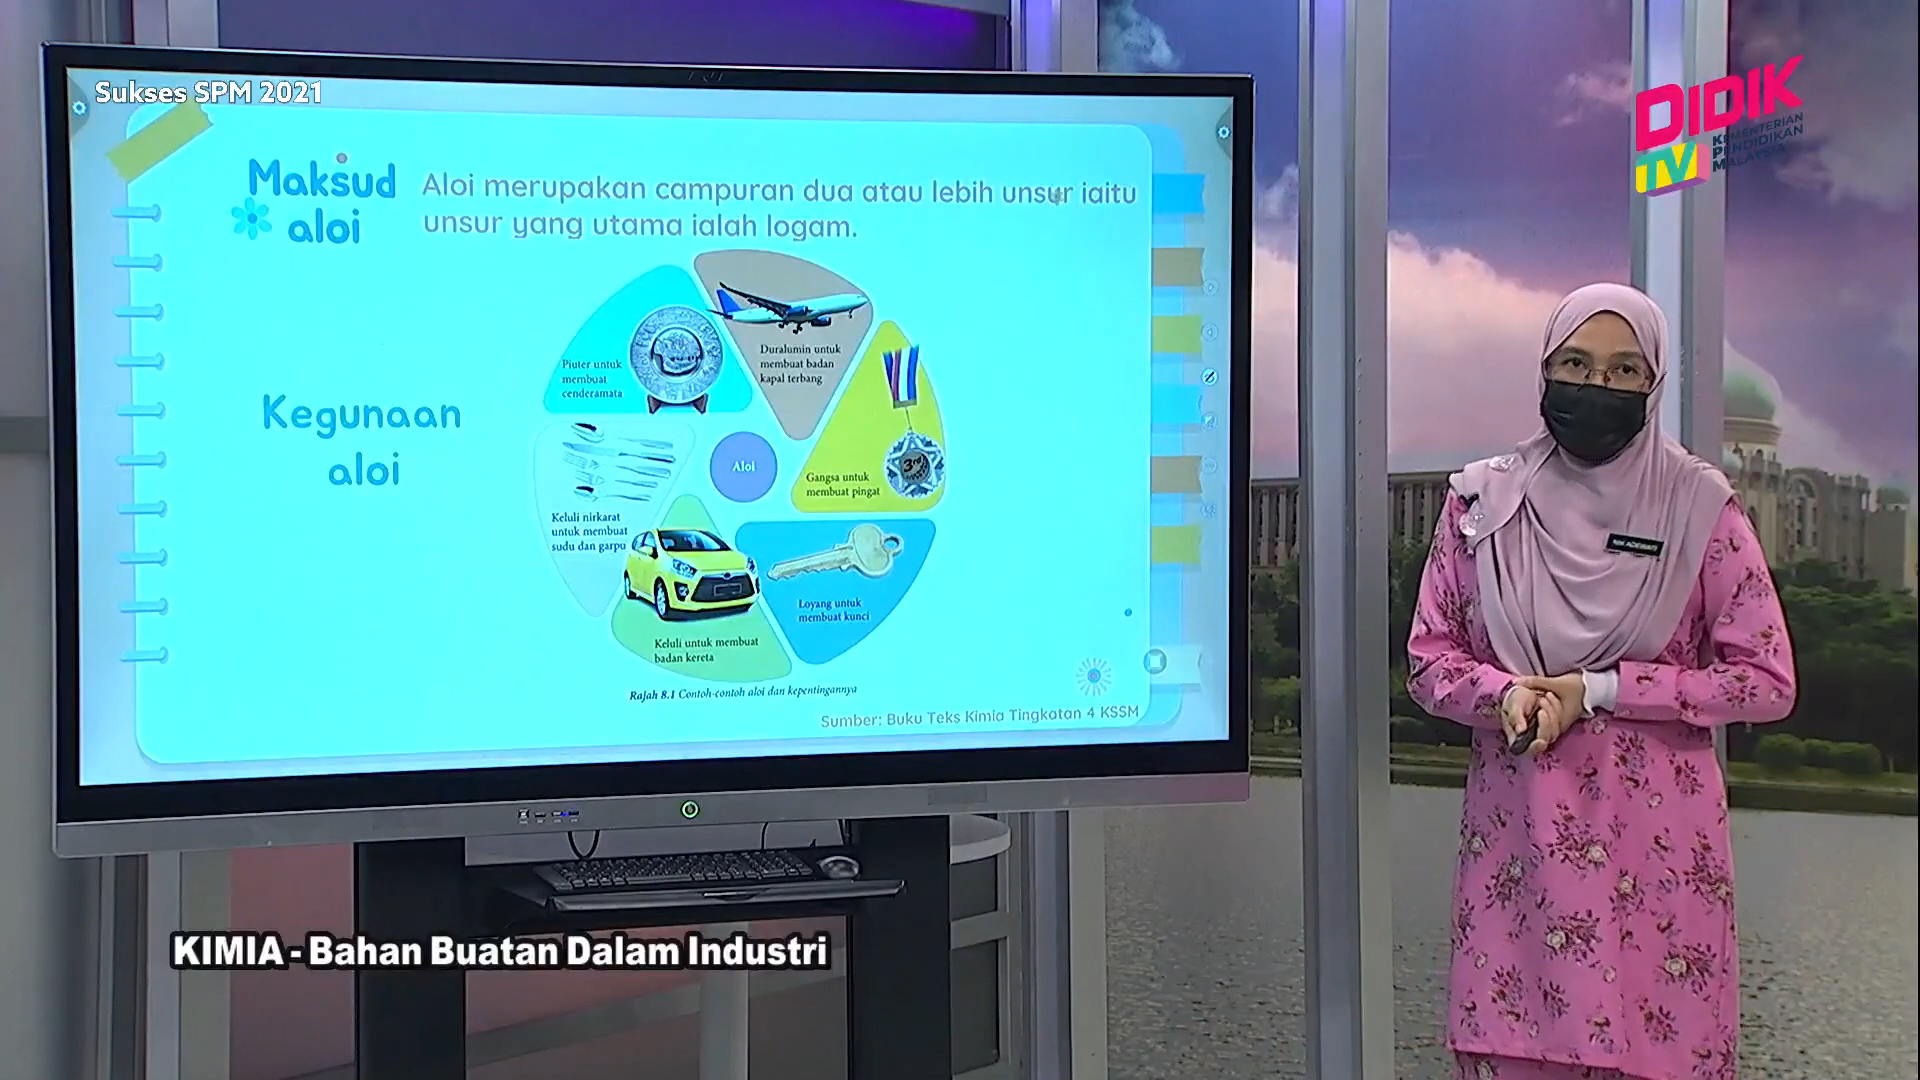 Sukses SPM 2021
DIDIK
TV
KEMENTERIAN
PENDIDIKAN
MALAYSIA
Maksud
aloi
Aloi merupakan campuran dua atau lebih unsur iaitu
unsur yang utama ialah logam.
Kegunaan
aloi
Piuter untuk
membuat
cenderamata
Duralumin untuk
membuat badan
kapal terbang
3rd
Gangsa untuk
membuat pingat
Aloi
Keluli nirkarat
untuk membuat
sudu dan garpu
Loyang untuk
membuat kunci
Keluli untuk membuat
badan kereta
Rajah 8.1 Contoh-contoh aloi dan kepentingannya
Sumber: Buku Teks Kimia Tingkatan 4 KSSM
KIMIA - Bahan Buatan Dalam Industri